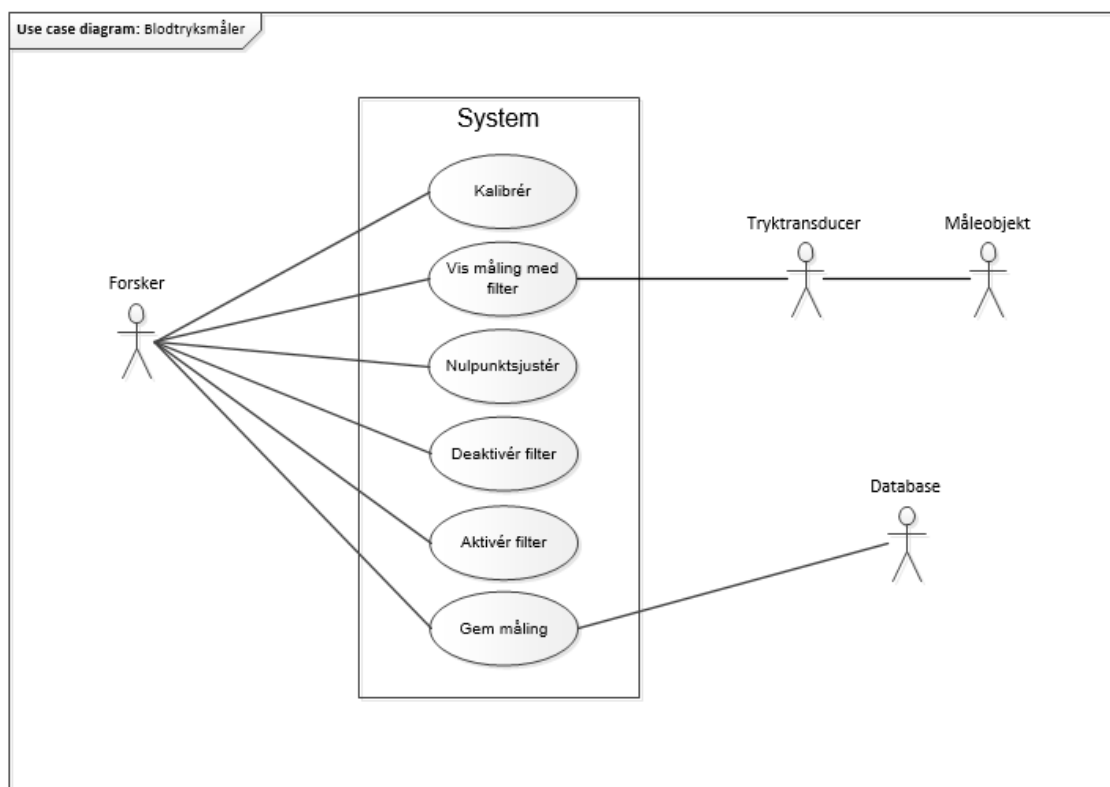 Use case diagram: Blodtryksmåler
System
Kalibrér
Tryktransducer
Måleobjekt
Vis måling med
filter
Forsker
Nulpunktsjustér
Deaktivér filter
Database
Aktivér filter
Gem måling